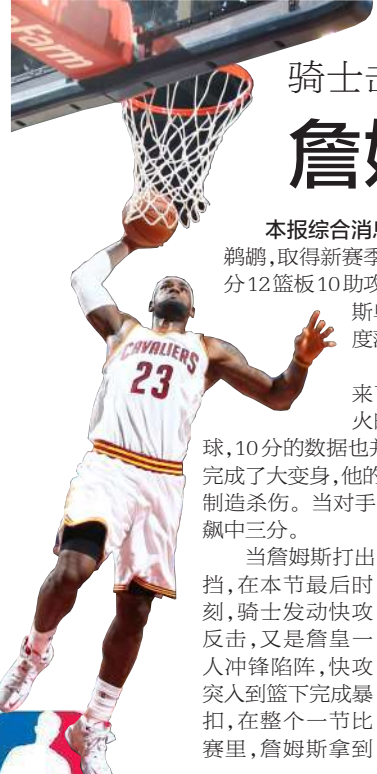 Farm
骑士击
詹姆
本报综合消息
鹈鹕,取得新赛季
分12篮板10助攻
斯
度
来
火
球,10分的数据也
完成了大变身,他的
制造杀伤。当对手
飙中三分。
当詹姆斯打出
挡,在本节最后时
刻,骑士发动快攻
反击,又是詹皇一
人冲锋陷阵,快攻
突入到篮下完成暴
扣,在整个一节比
赛里,詹姆斯拿到
CAVALIERS
23